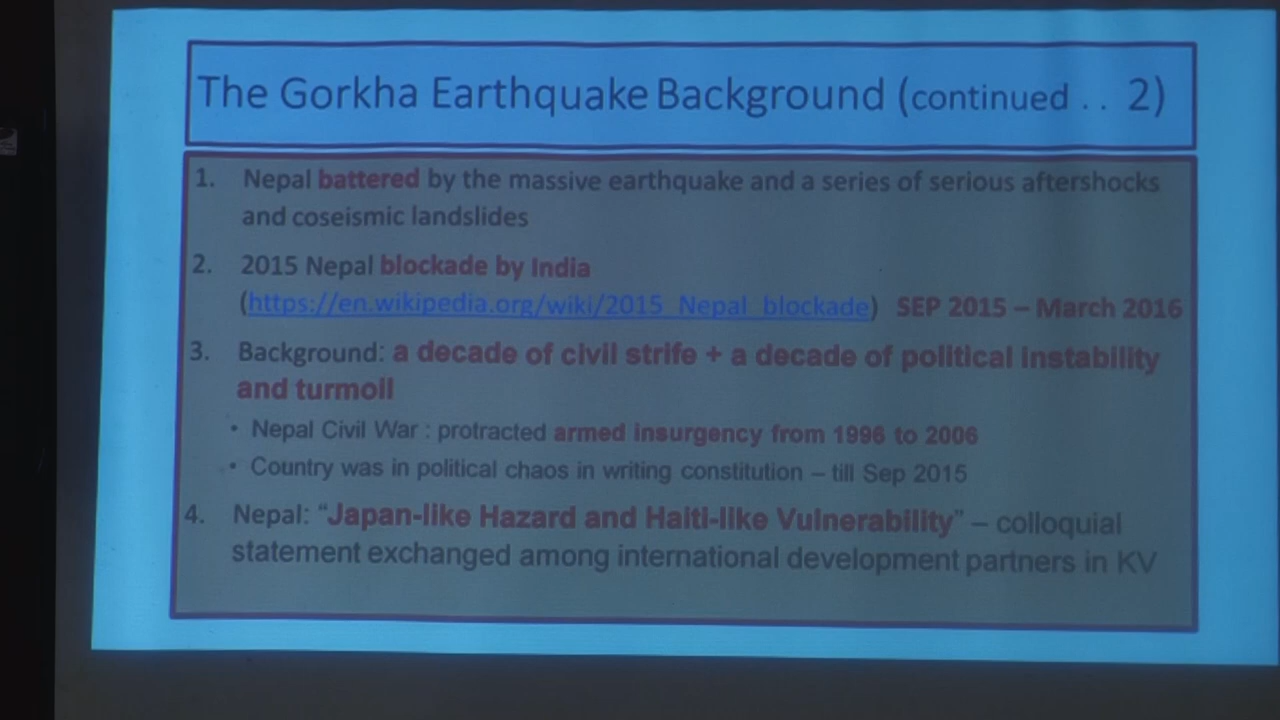 The Gorkha Earthquake Background (continued . . 2)
1. Nepal battered by the massive earthquake and a series of serious aftershocks
and coseismic landslides
2. 2015 Nepal blockade by India
(https://en.wikipedia.org/wiki/2015_Nepal_blockade) SEP 2015 – March 2016
3. Background: a decade of civil strife + a decade of political instability
and turmoil
• Nepal Civil War : protracted armed insurgency from 1996 to 2006
• Country was in political chaos in writing constitution – till Sep 2015
4. Nepal: “Japan-like Hazard and Haiti-like Vulnerability” – colloquial
statement exchanged among international development partners in KV